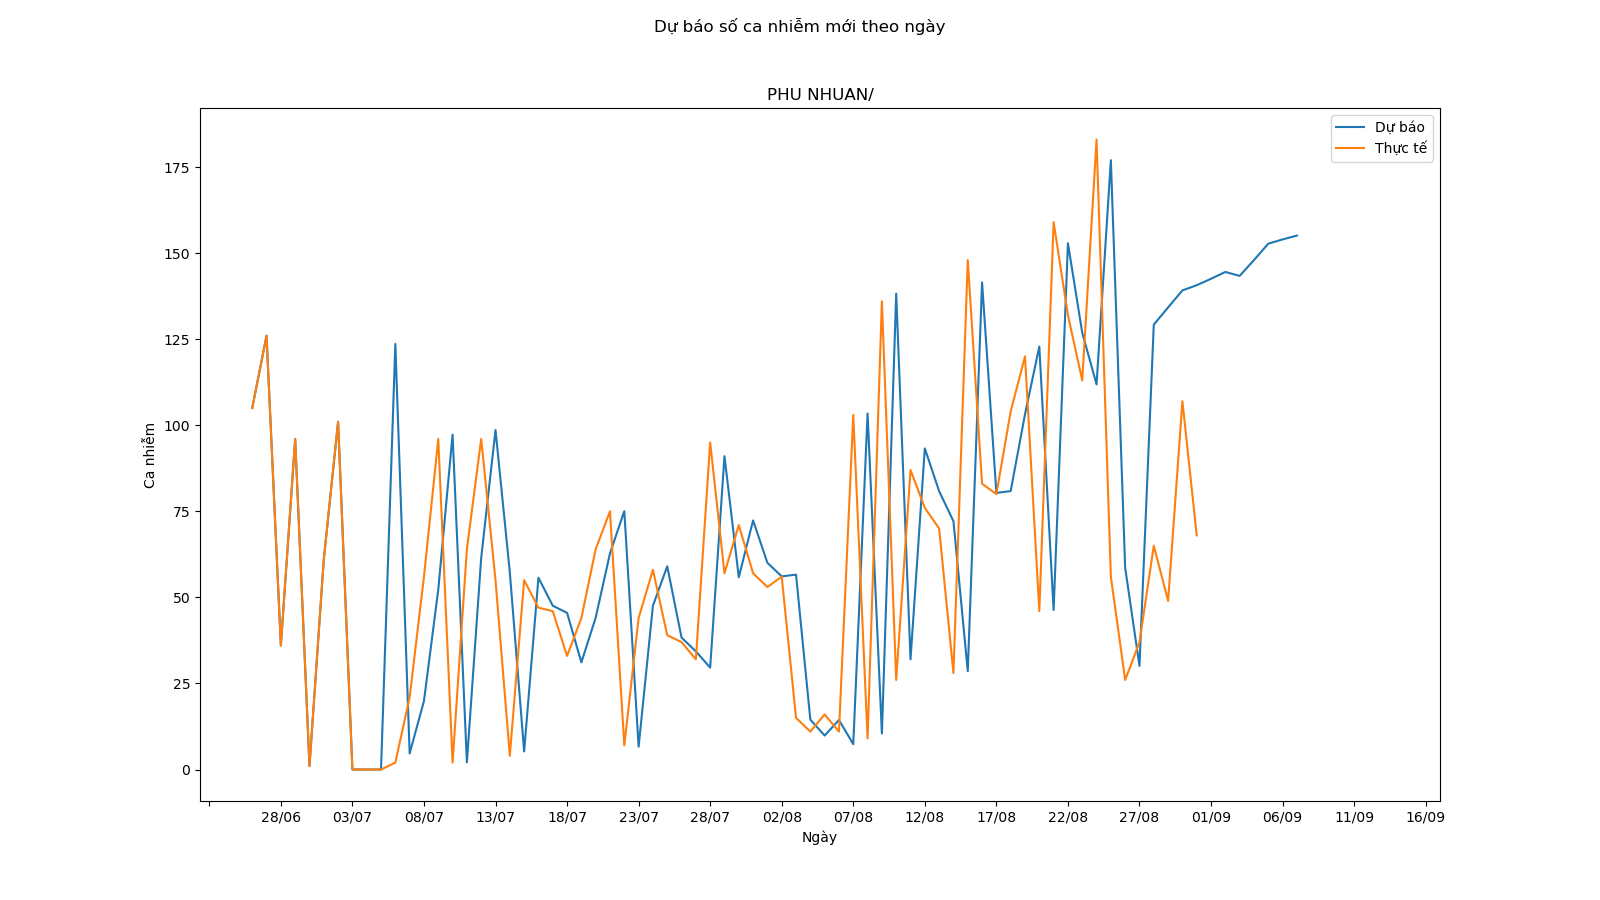 Dự báo số ca nhiễm mới theo ngày
PHU NHUAN/
Dự báo
Thực tế
175
150
125
100
75
50
25
0
Ca nhiễm
28/06 03/07 08/07 13/07 18/07 23/07 28/07 02/08 07/08 12/08 17/08 22/08 27/08 01/09 06/09 11/09 16/09
Ngày